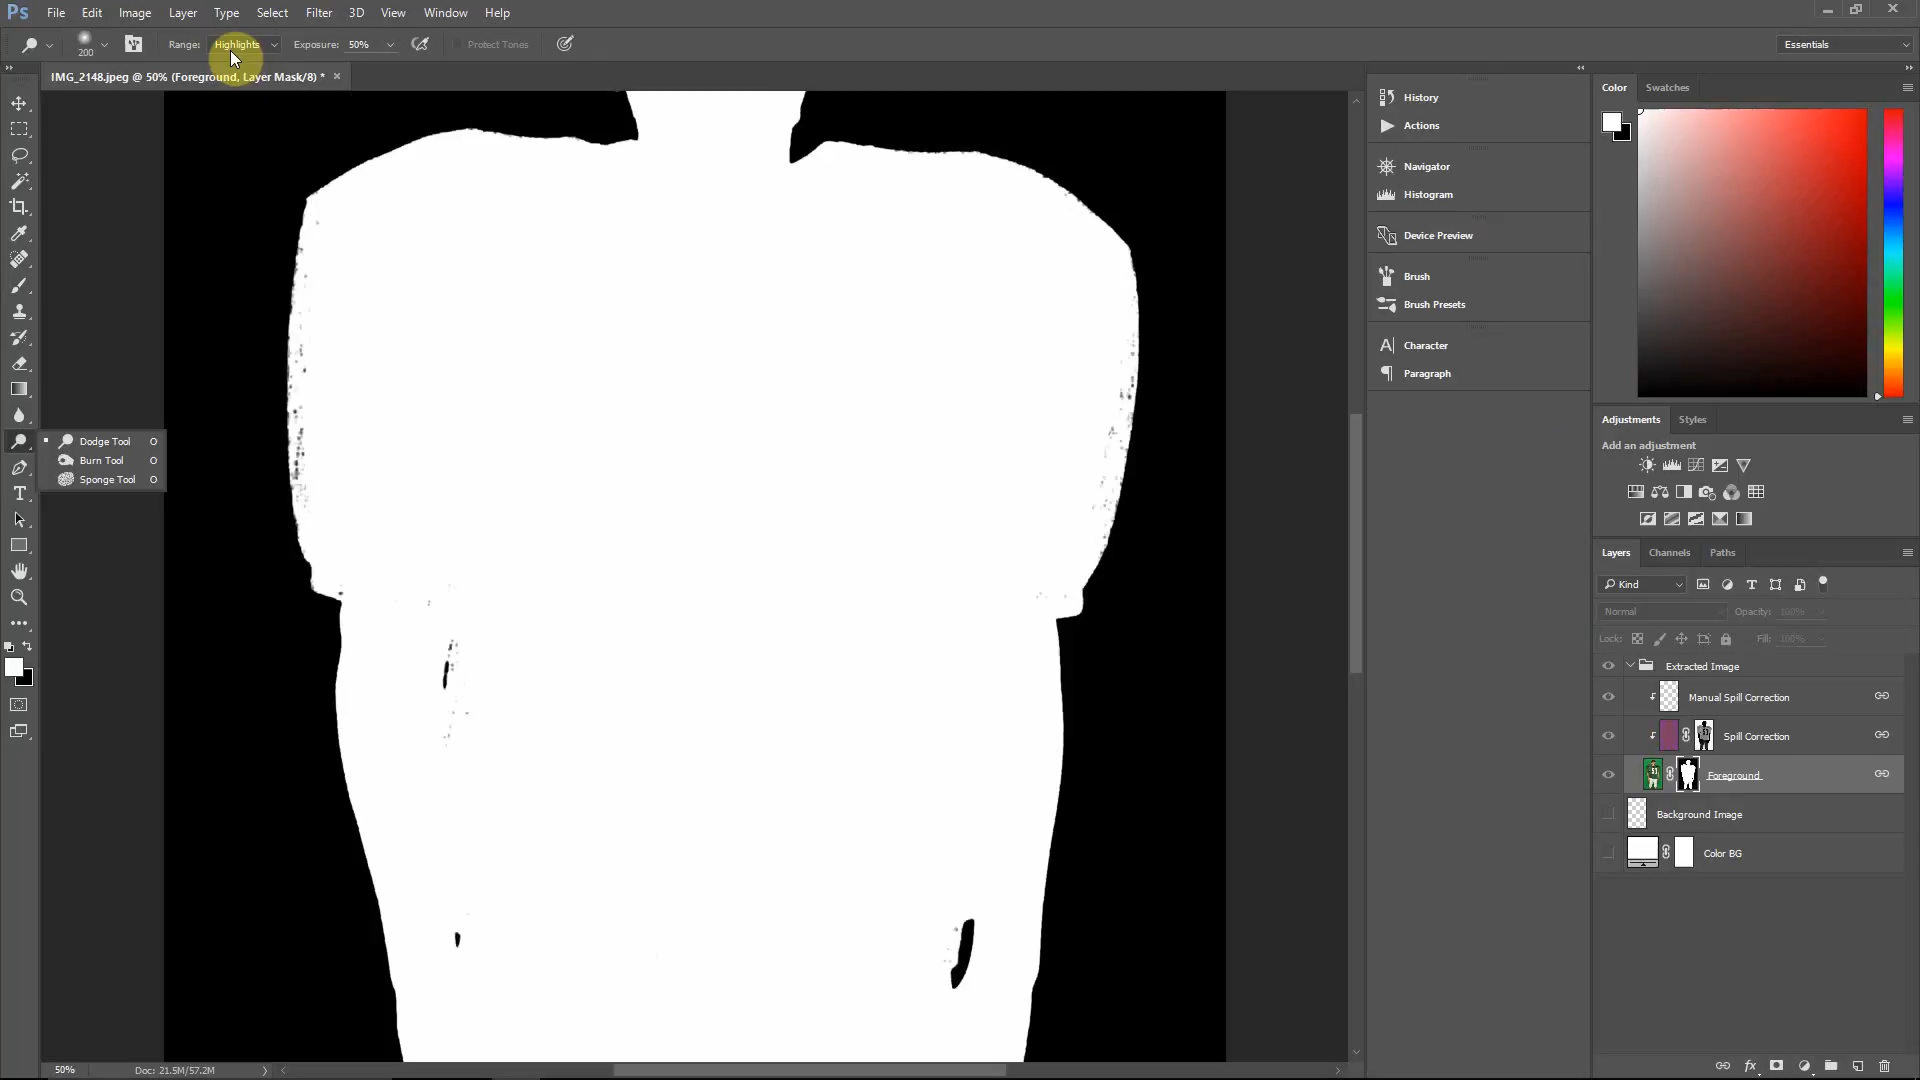 Ps File Edit Image Layer Type Select Filter 3D View Window Help
200 Range: Highlights Exposure: 50% Protect Tones Essentials
IMG_2148.jpeg @ 50% (Foreground, Layer Mask/8) * ×
History
Actions
Navigator
Histogram
Device Preview
Brush
Brush Presets
Character
Paragraph
Color Swatches
Dodge Tool O
Burn Tool O
Sponge Tool O
Adjustments Styles
Add an adjustment
Layers Channels Paths
Kind
Normal Opacity: 100%
Lock: Fill: 100%
Extracted Image
Manual Spill Correction
Spill Correction
Foreground
Background Image
Color BG
50% Doc: 21.5M/57.2M